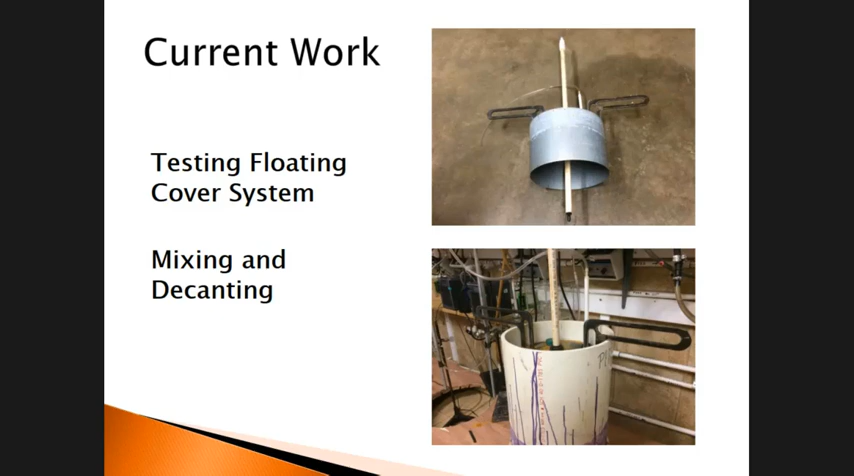 Current Work
Testing Floating
Cover System
Mixing and
Decanting